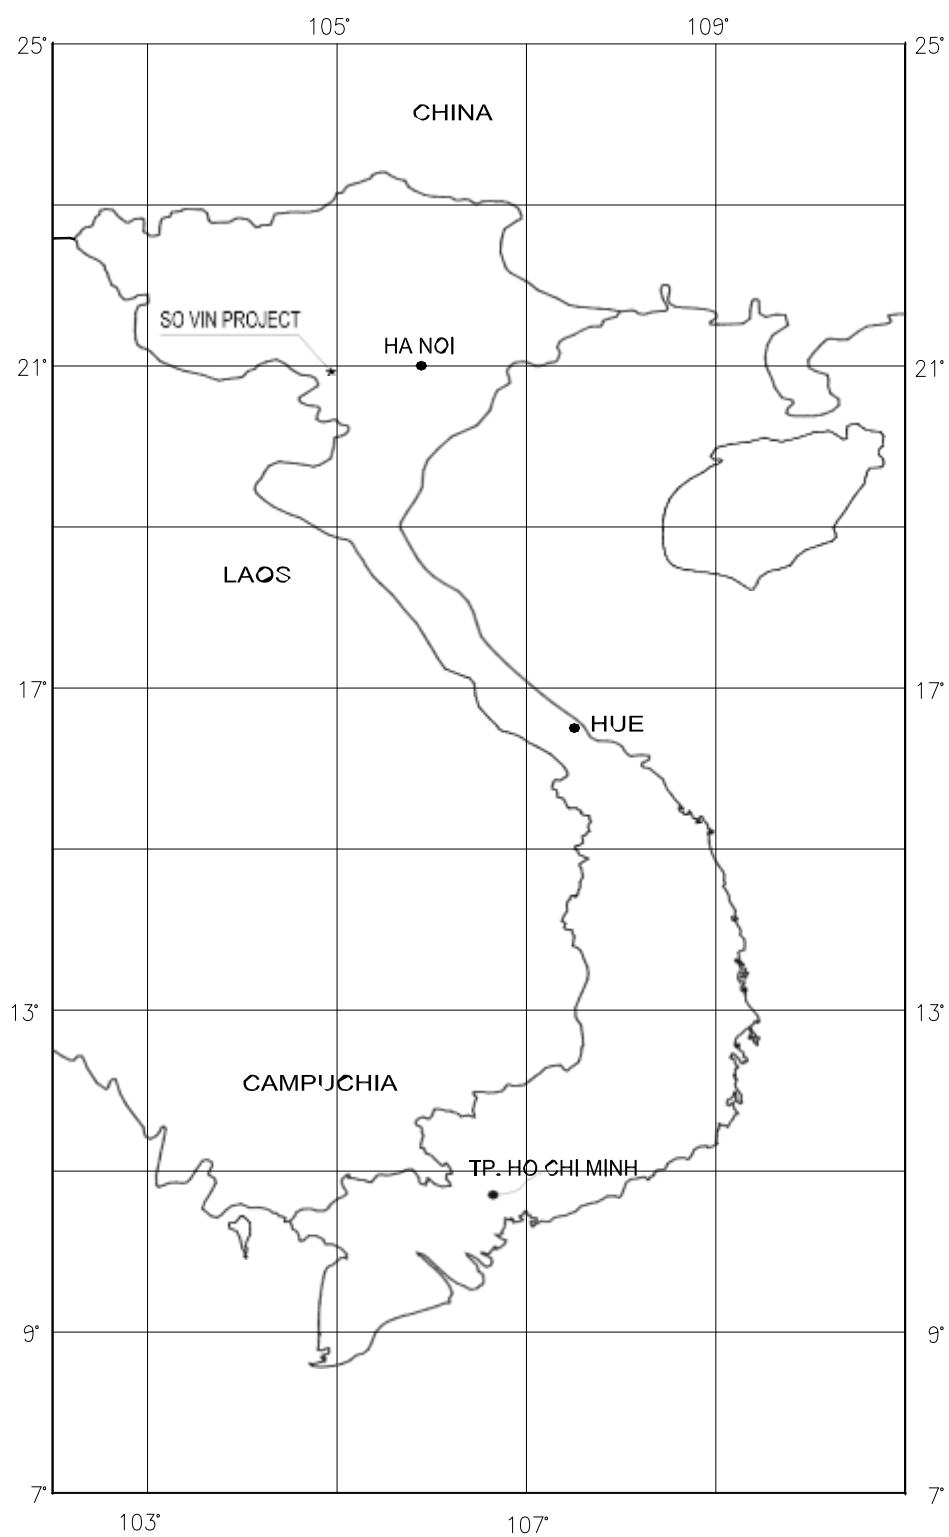 105° 109°
25° 25°
CHINA
SO VIN PROJECT
HA NOI
21° 21°
LAOS
17° 17°
HUE
13° 13°
CAMPUCHIA
TP. HO CHI MINH
9° 9°
7° 7°
103° 107°